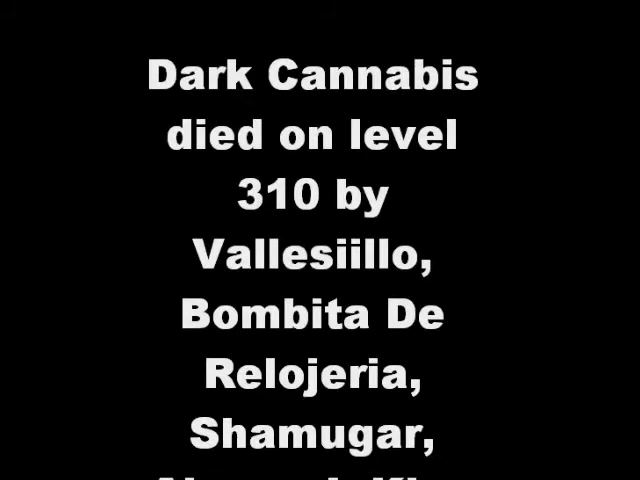 Dark Cannabis
died on level
310 by
Vallesiillo,
Bombita De
Relojeria,
Shamugar,